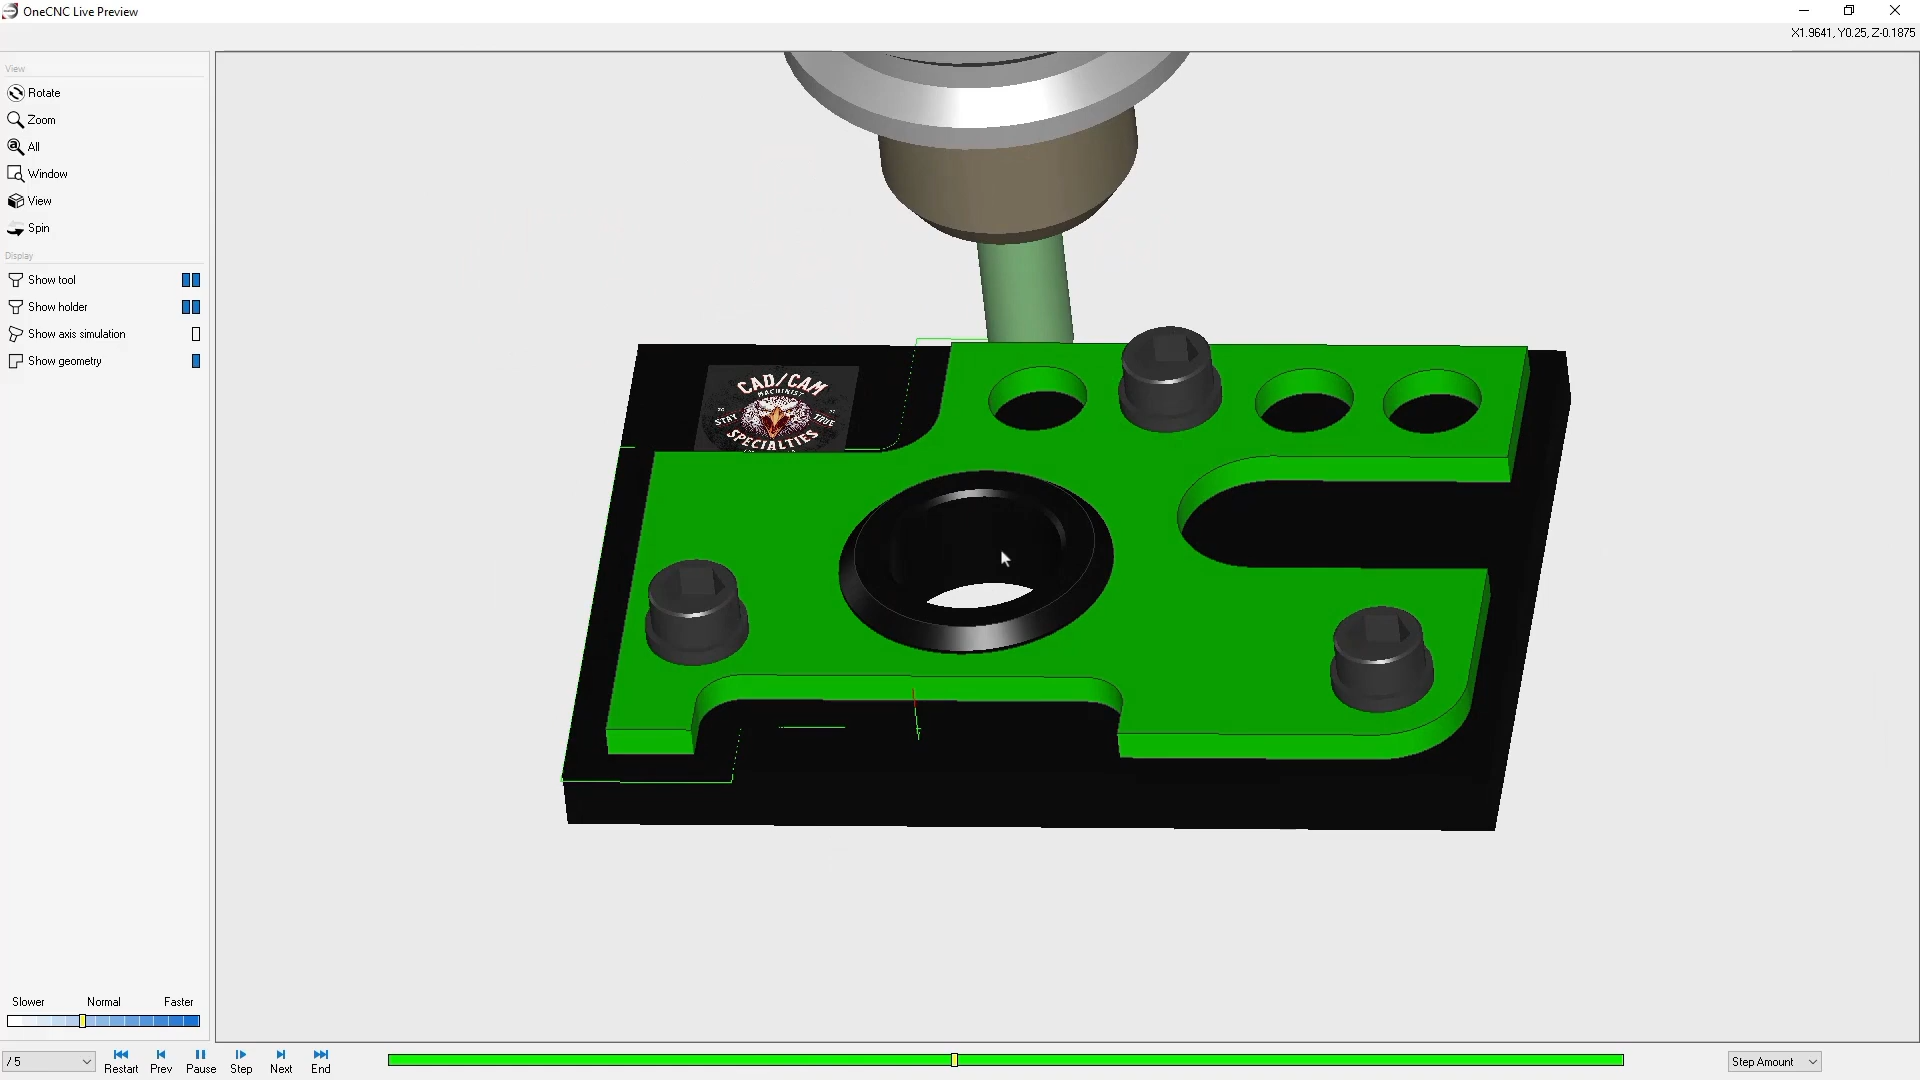 OneCNC Live Preview
X1.9641, Y0.25, Z-0.1875
View
Rotate
Zoom
All
Window
View
Spin
Display
Show tool
Show holder
Show axis simulation
Show geometry
CAD/CAM
MACHINIST
STAY TRUE
SPECIALTIES
Slower Normal Faster
/ 5
Restart Prev Pause Step Next End
Step Amount